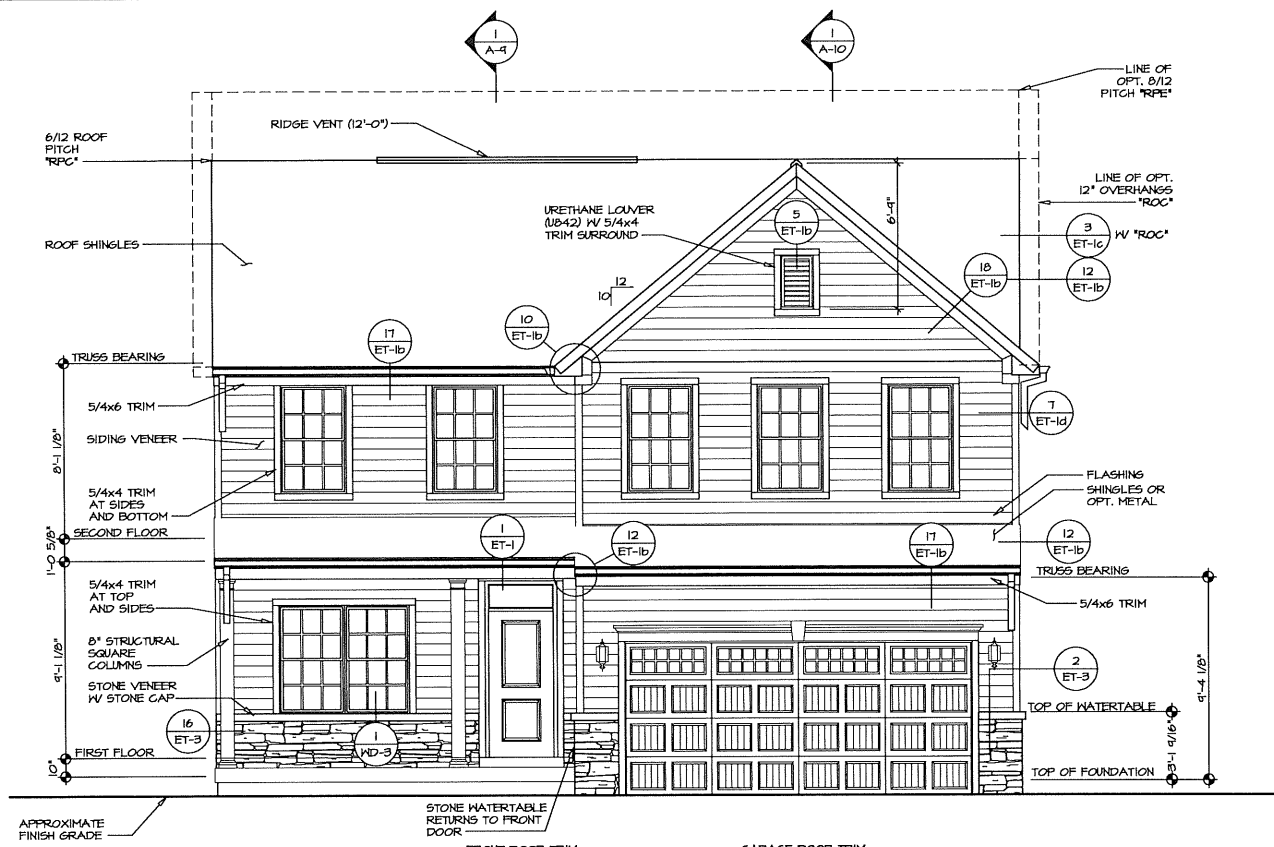 1
A-9
1
A-10
LINE OF
OPT. 8/12
PITCH "RPE"
RIDGE VENT (12'-0")
6/12 ROOF
PITCH
"RPC"
LINE OF OPT.
12" OVERHANGS
"ROC"
URETHANE LOUVER
(UB42) W/ 5/4x4
TRIM SURROUND
5
ET-1b
6'-9"
3
ET-1c
W/ "ROC"
ROOF SHINGLES
18
ET-1b
12
ET-1b
12
10
10
ET-1b
17
ET-1b
TRUSS BEARING
5/4x6 TRIM
7
ET-1d
SIDING VENEER
8'-1 1/8"
5/4x4 TRIM
AT SIDES
AND BOTTOM
FLASHING
SHINGLES OR
OPT. METAL
SECOND FLOOR
1
ET-1
12
ET-1b
17
ET-1b
12
ET-1b
1'-0 5/8"
TRUSS BEARING
5/4x4 TRIM
AT TOP
AND SIDES
5/4x6 TRIM
8" STRUCTURAL
SQUARE
COLUMNS
9'-1 1/8"
2
ET-3
9'-4 1/8"
STONE VENEER
W/ STONE CAP
TOP OF WATERTABLE
16
ET-3
1
WD-3
3'-1 9/16"
FIRST FLOOR
10"
TOP OF FOUNDATION
STONE WATERTABLE
RETURNS TO FRONT
DOOR
APPROXIMATE
FINISH GRADE